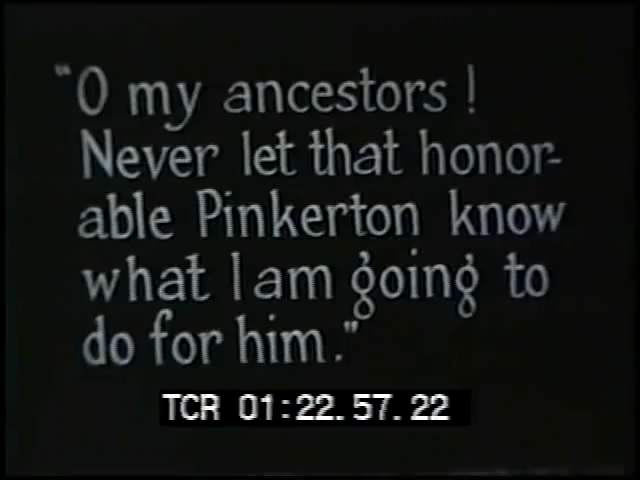 "O my ancestors!
Never let that honor-
able Pinkerton know
what I am going to
do for him."
TCR 01:22.57.22